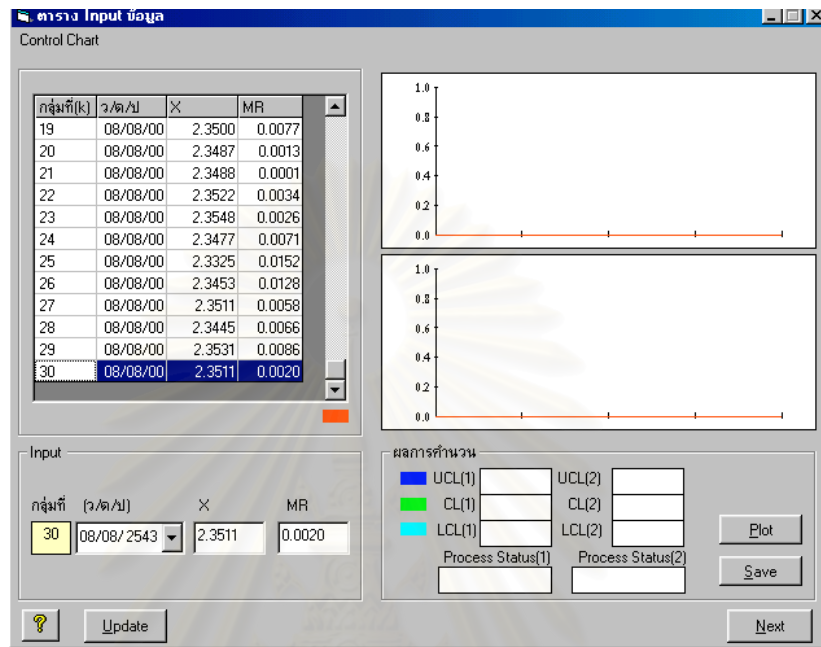 ตาราง Input ข้อมูล
Control Chart
กลุ่มที่(k) ว/ด/ป X MR
19 08/08/00 2.3500 0.0077
20 08/08/00 2.3487 0.0013
21 08/08/00 2.3488 0.0001
22 08/08/00 2.3522 0.0034
23 08/08/00 2.3548 0.0026
24 08/08/00 2.3477 0.0071
25 08/08/00 2.3325 0.0152
26 08/08/00 2.3453 0.0128
27 08/08/00 2.3511 0.0058
28 08/08/00 2.3445 0.0066
29 08/08/00 2.3531 0.0086
30 08/08/00 2.3511 0.0020
1.0
0.8
0.6
0.4
0.2
0.0
1.0
0.8
0.6
0.4
0.2
0.0
Input
กลุ่มที่ (ว/ด/ป) X MR
30 08/08/2543 2.3511 0.0020
ผลการคำนวน
UCL(1) UCL(2)
CL(1) CL(2)
LCL(1) LCL(2)
Process Status(1) Process Status(2)
Plot
Save
? Update Next